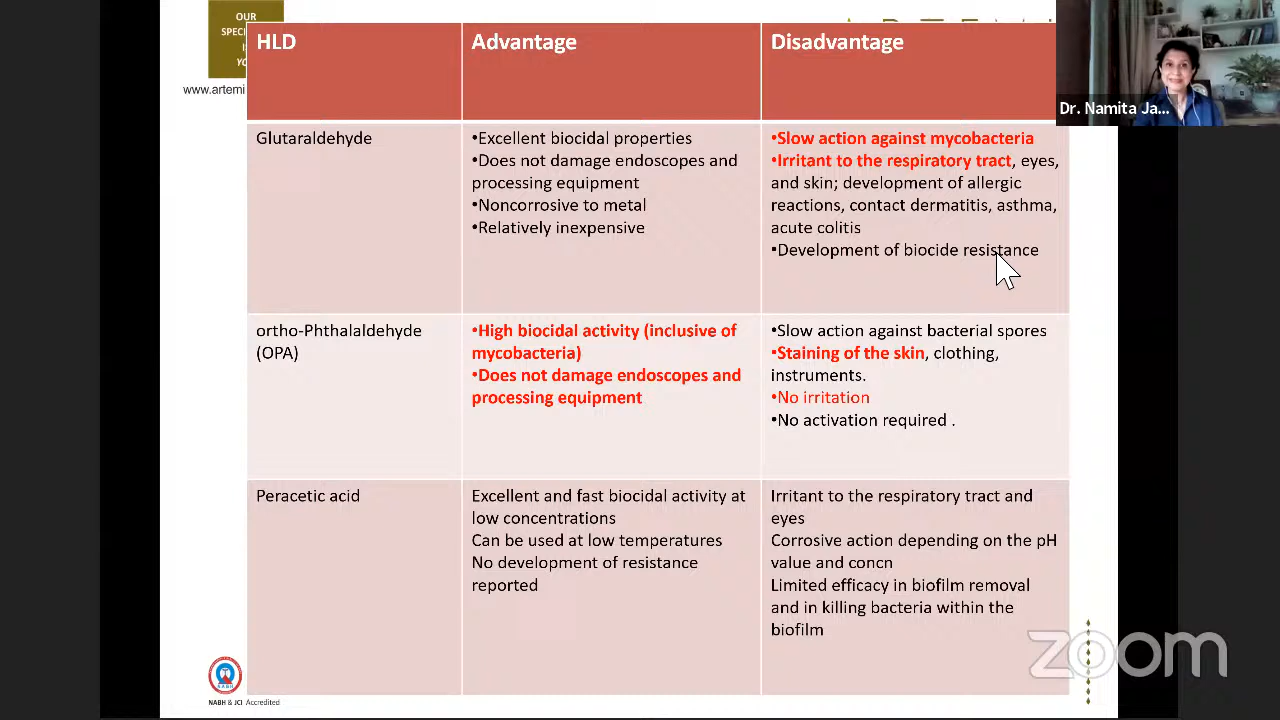 OUR
SPECI
I
YO
www.artemi
HLD
Advantage
Disadvantage
Dr. Namita Ja...
Glutaraldehyde
•Excellent biocidal properties
•Does not damage endoscopes and
processing equipment
•Noncorrosive to metal
•Relatively inexpensive
•Slow action against mycobacteria
•Irritant to the respiratory tract, eyes,
and skin; development of allergic
reactions, contact dermatitis, asthma,
acute colitis
•Development of biocide resistance
ortho-Phthalaldehyde
(OPA)
•High biocidal activity (inclusive of
mycobacteria)
•Does not damage endoscopes and
processing equipment
•Slow action against bacterial spores
•Staining of the skin, clothing,
instruments.
•No irritation
•No activation required .
Peracetic acid
Excellent and fast biocidal activity at
low concentrations
Can be used at low temperatures
No development of resistance
reported
Irritant to the respiratory tract and
eyes
Corrosive action depending on the pH
value and concn
Limited efficacy in biofilm removal
and in killing bacteria within the
biofilm
zoom
NABH & JCI Accredited